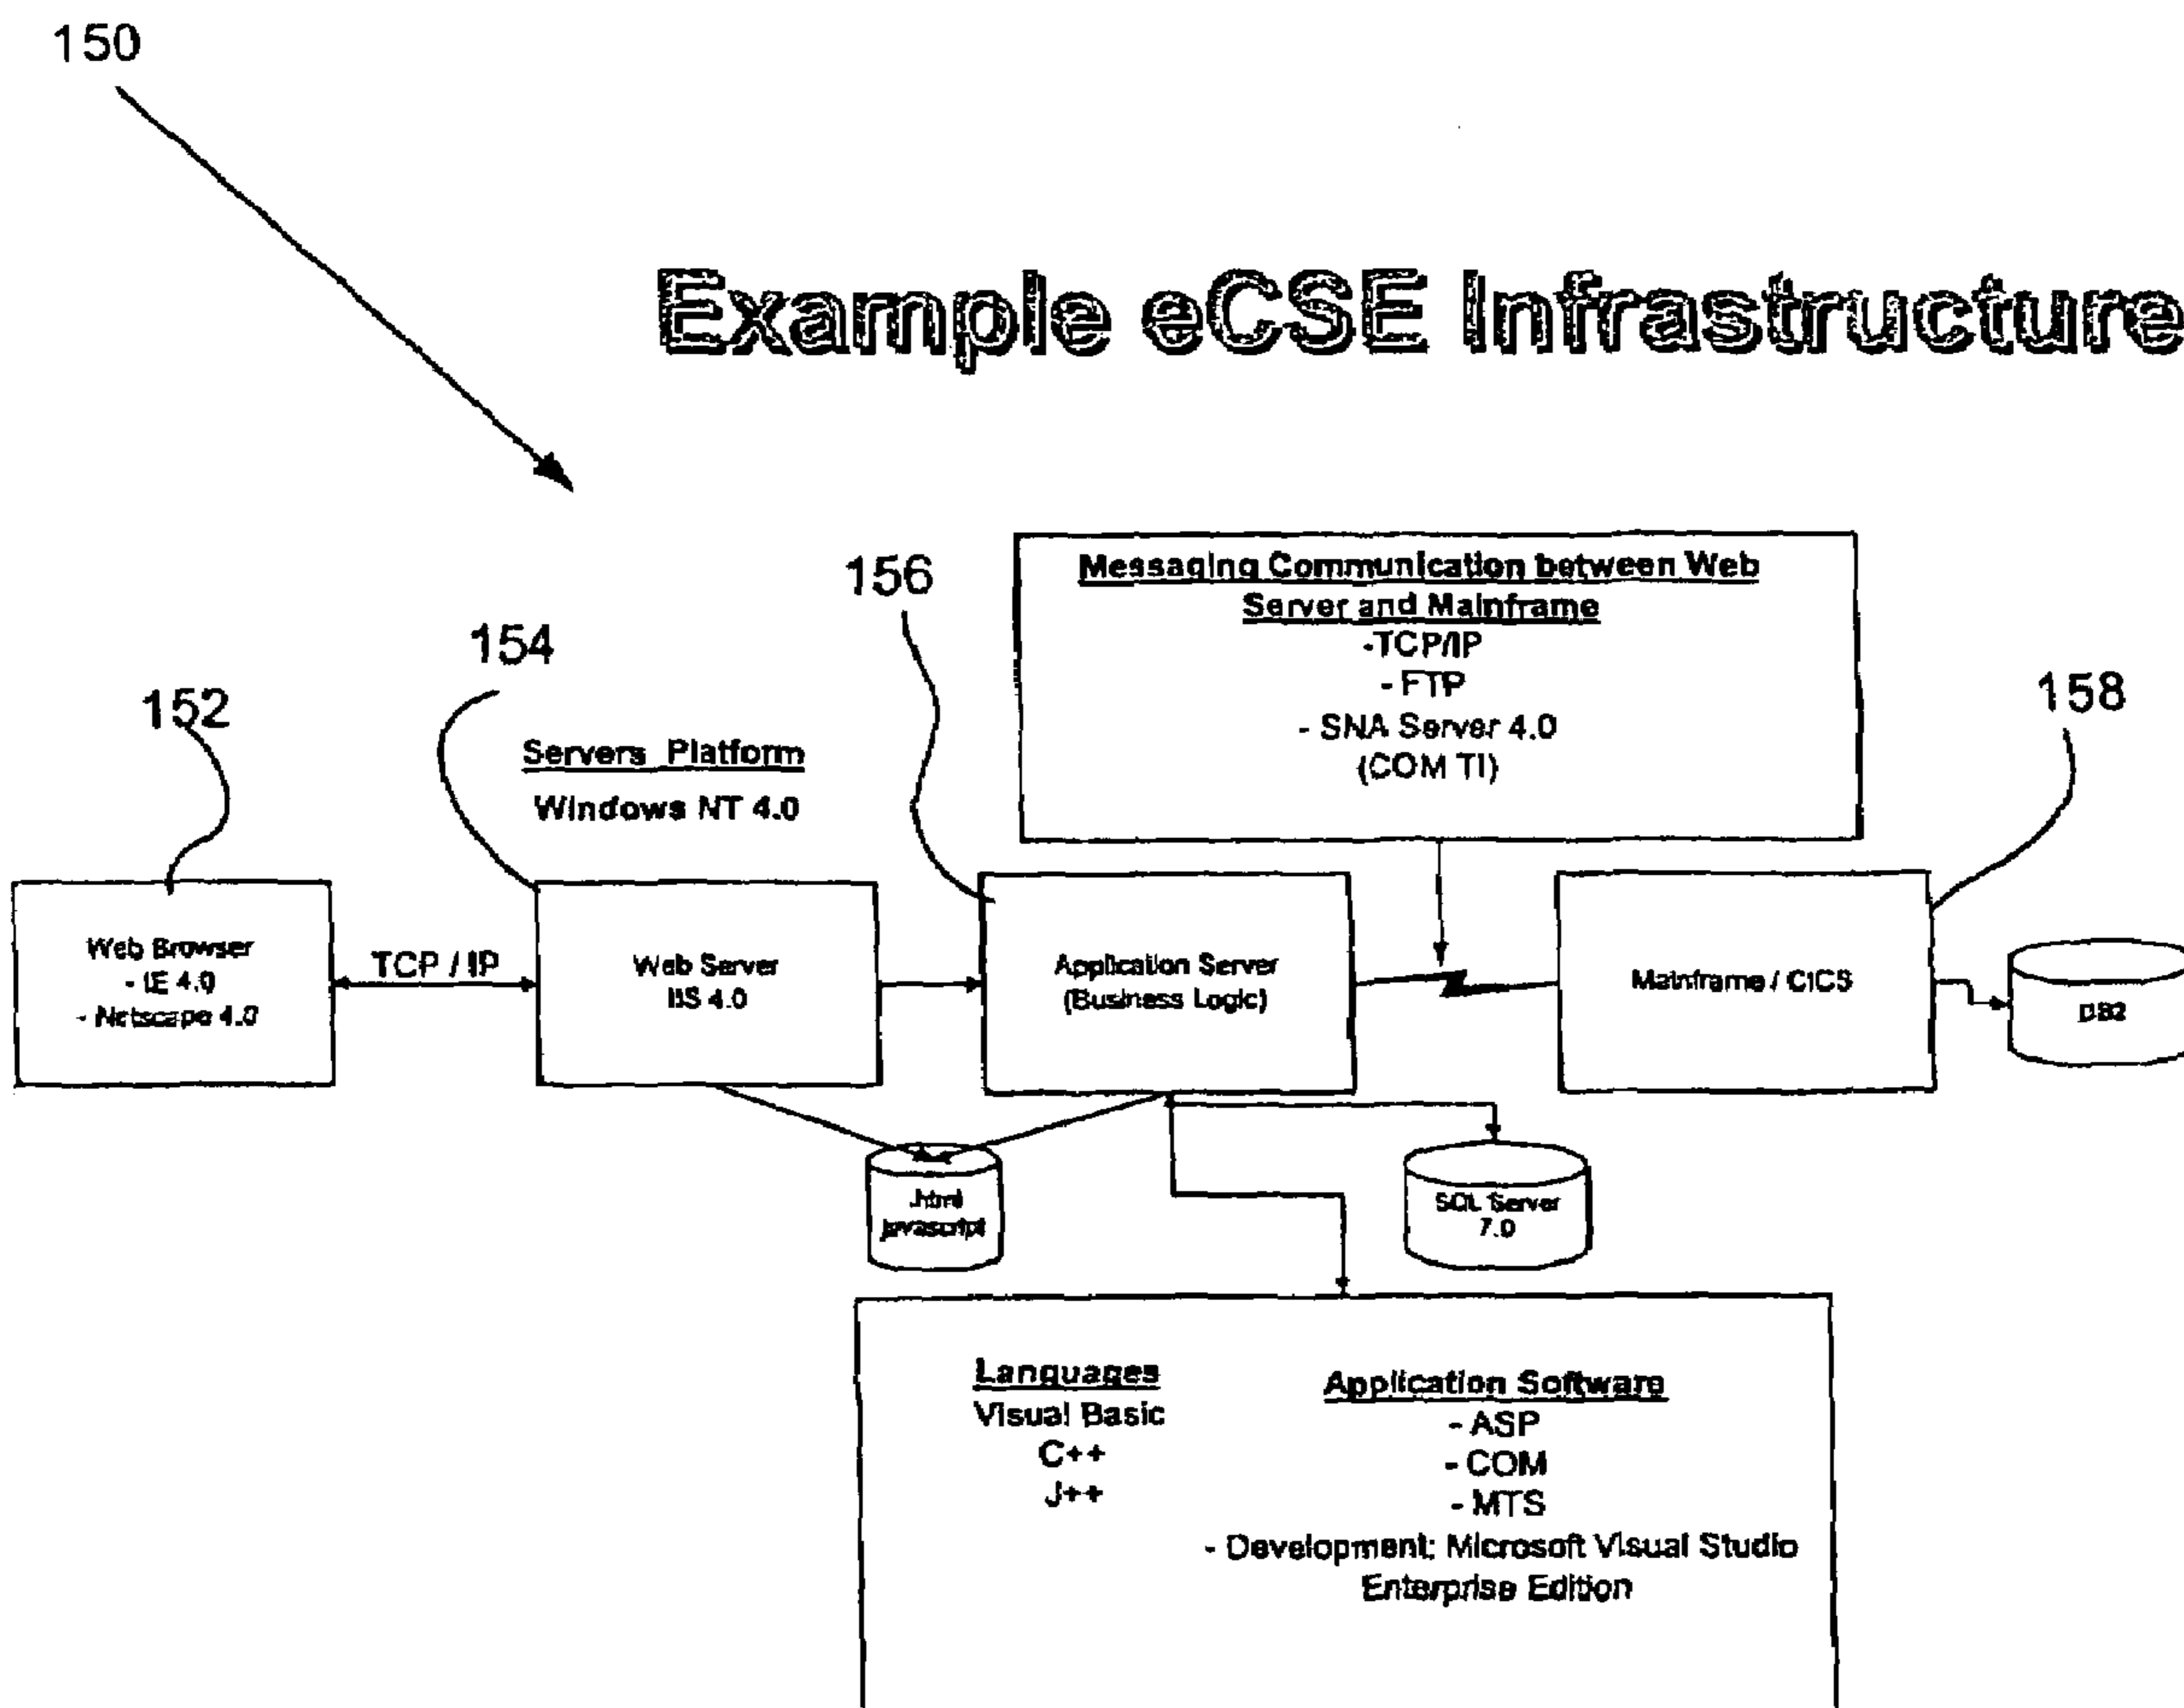 150
Example eCSE Infrastructure
Messaging Communication between Web
Server and Mainframe
-TCP/IP
- FTP
- SNA Server 4.0
(COM TI)
156
154
152
158
Servers Platform
Windows NT 4.0
Web Browser
- IE 4.0
- Netscape 4.0
TCP / IP
Web Server
IIS 4.0
Application Server
(Business Logic)
Mainframe / CICS
DB2
.html
javascript
SQL Server
7.0
Languages
Visual Basic
C++
J++
Application Software
- ASP
- COM
- MTS
- Development: Microsoft Visual Studio
Enterprise Edition